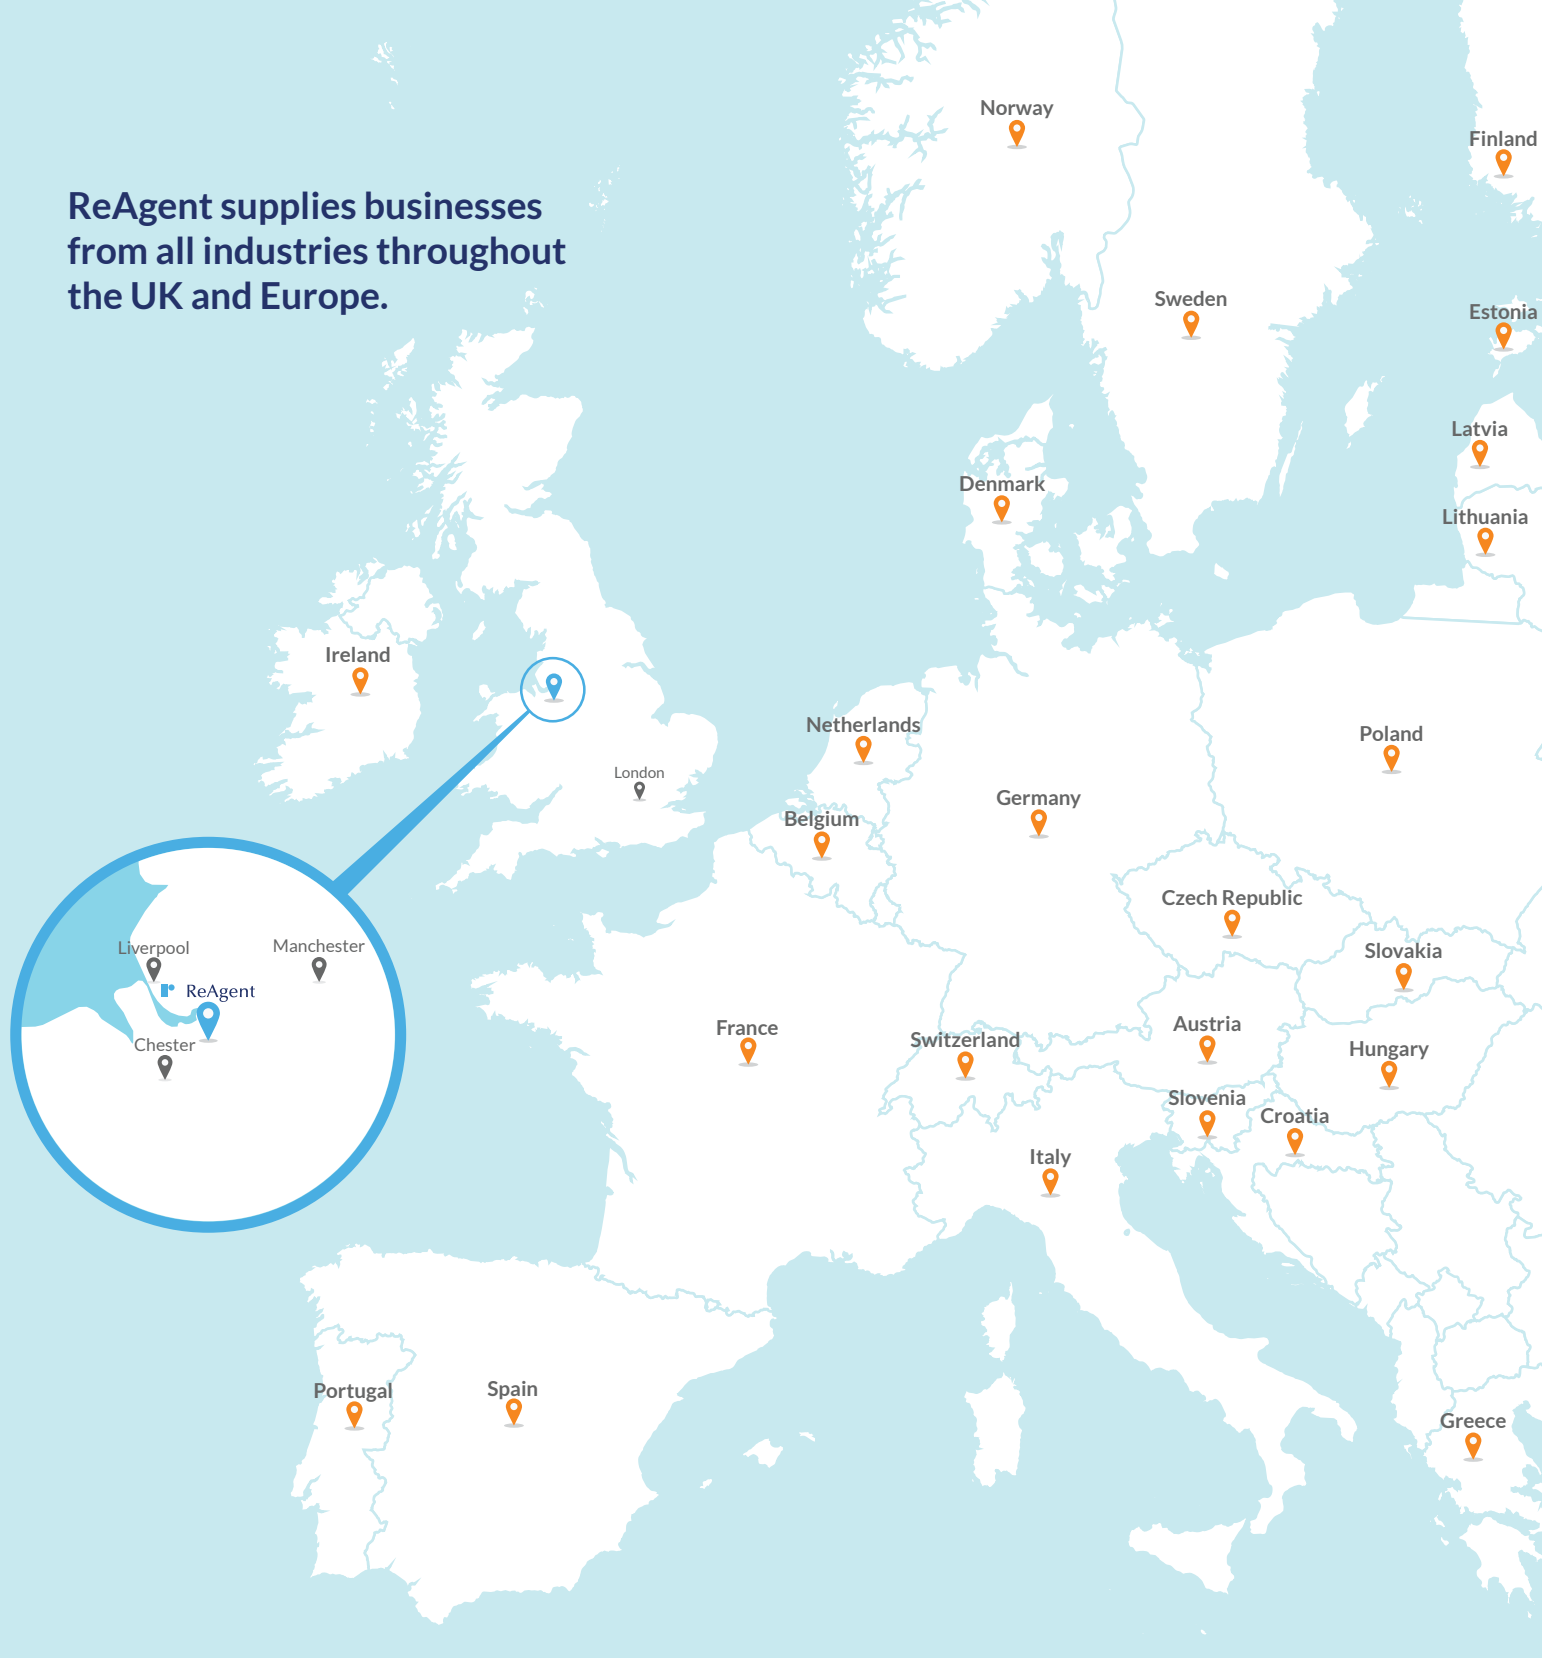 Norway
Finland
ReAgent supplies businesses
from all industries throughout
the UK and Europe.
Sweden
Estonia
Latvia
Denmark
Lithuania
Ireland
Netherlands
Poland
London
Germany
Belgium
Czech Republic
Liverpool
Manchester
Slovakia
ReAgent
Chester
France
Austria
Switzerland
Hungary
Slovenia
Croatia
Italy
Portugal
Spain
Greece